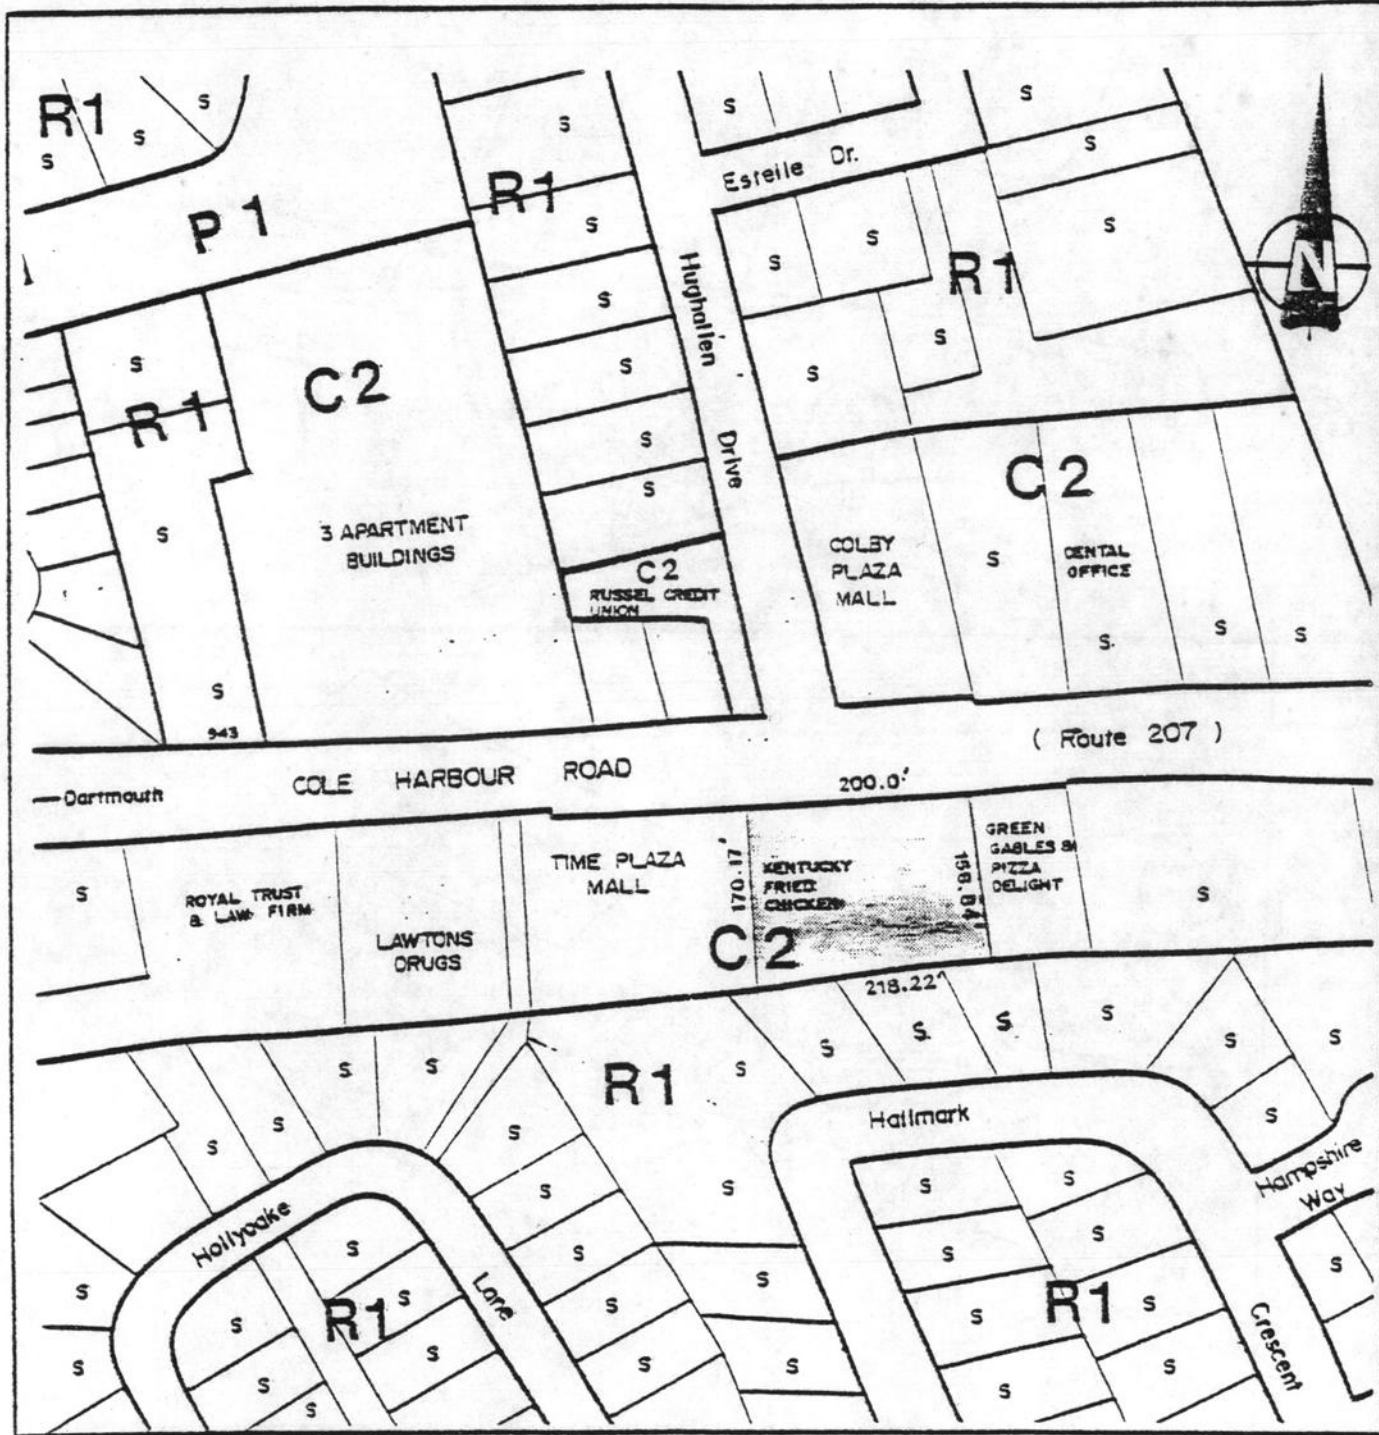 S
S
R1
S
S
S
S
S
S
Estelle Dr.
R1
S
S
P1
S
S
S
R1
Hughallen
S
S
S
S
S
C2
R1
S
Drive
S
C2
S
3 APARTMENT
BUILDINGS
COLBY
PLAZA
MALL
S
DENTAL
OFFICE
C2
RUSSEL CREDIT
UNION
S
S
S
S
943
( Route 207 )
COLE HARBOUR ROAD
200.0'
Dartmouth
S
ROYAL TRUST
& LAW FIRM
LAWTONS
DRUGS
TIME PLAZA
MALL
170.17'
KENTUCKY
FRIED
CHICKEN
C2
GREEN
GABLES &
PIZZA
DELIGHT
S
218.22'
S
S
S
S
S
S
S
S
S
S
R1
S
S
Hallmark
S
S
Hampshire
Way
S
S
S
S
S
Hollyoake
S
S
S
S
S
S
S
S
S
S
R1
Lane
S
S
R1
S
S
S
S
S
S
S
S
S
S
Crescent